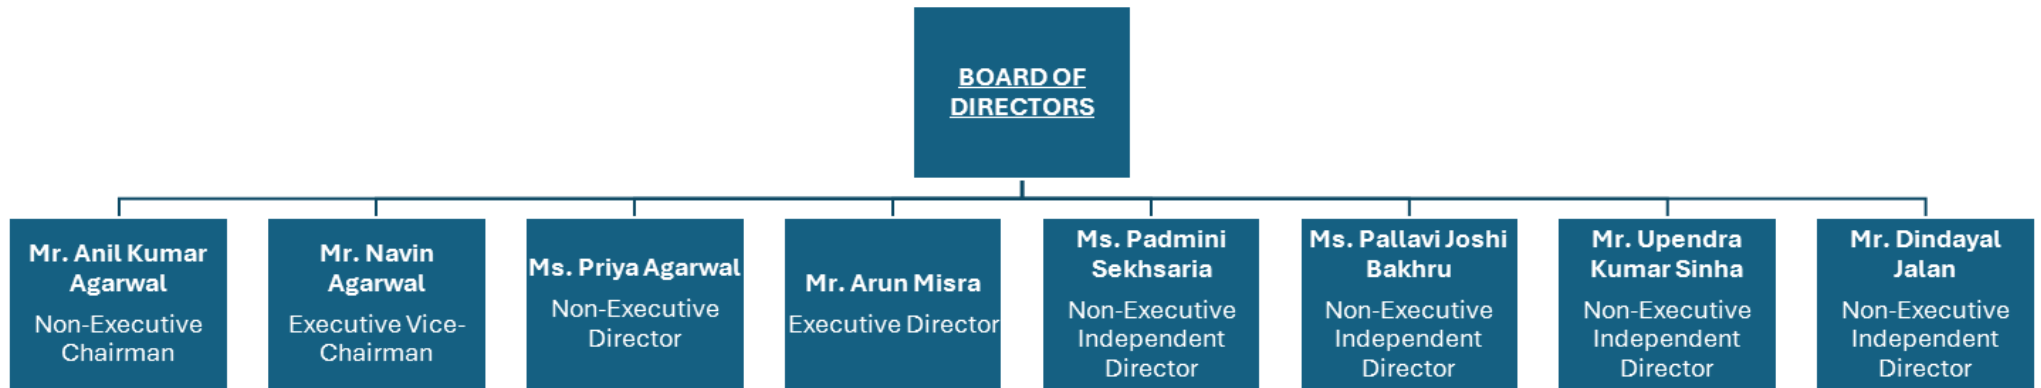 BOARD OF
DIRECTORS
Mr. Anil Kumar
Agarwal
Non-Executive
Chairman
Mr. Navin
Agarwal
Executive Vice-
Chairman
Ms. Priya Agarwal
Non-Executive
Director
Mr. Arun Misra
Executive Director
Ms. Padmini
Sekhsaria
Non-Executive
Independent
Director
Ms. Pallavi Joshi
Bakhru
Non-Executive
Independent
Director
Mr. Upendra
Kumar Sinha
Non-Executive
Independent
Director
Mr. Dindayal
Jalan
Non-Executive
Independent
Director